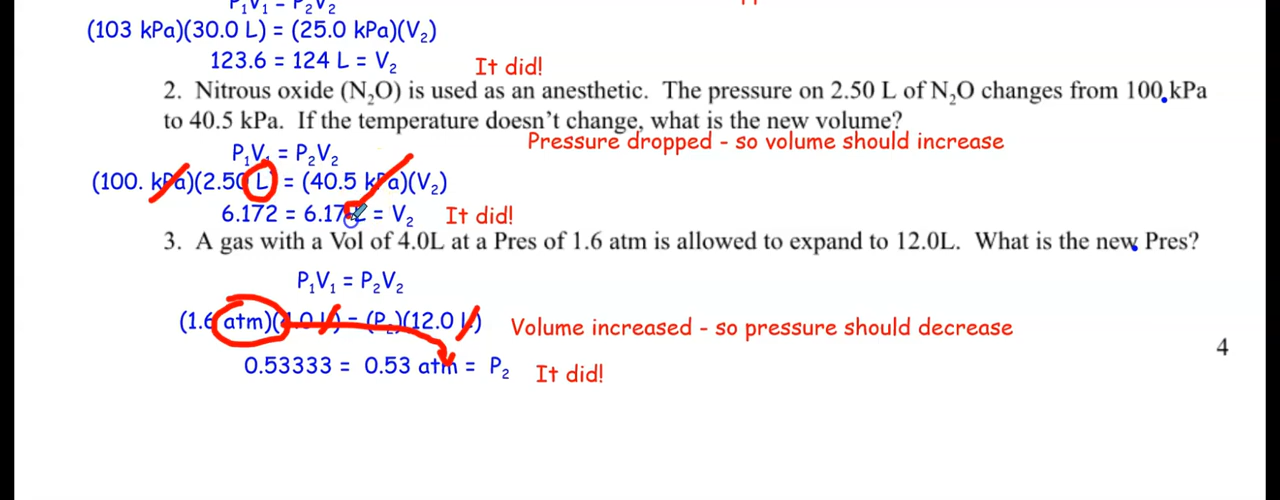 P₁V₁ = P₂V₂
(103 kPa)(30.0 L) = (25.0 kPa)(V₂)
123.6 = 124 L = V₂ It did!
2. Nitrous oxide (N₂O) is used as an anesthetic. The pressure on 2.50 L of N₂O changes from 100.kPa
to 40.5 kPa. If the temperature doesn't change, what is the new volume?
Pressure dropped - so volume should increase
P₁V₁ = P₂V₂
(100. kPa)(2.50 L) = (40.5 kPa)(V₂)
6.172 = 6.17 = V₂ It did!
3. A gas with a Vol of 4.0L at a Pres of 1.6 atm is allowed to expand to 12.0L. What is the new Pres?
P₁V₁ = P₂V₂
(1.6 atm)(4.0 L) = (P₂)(12.0 L) Volume increased - so pressure should decrease
4
0.53333 = 0.53 atm = P₂ It did!